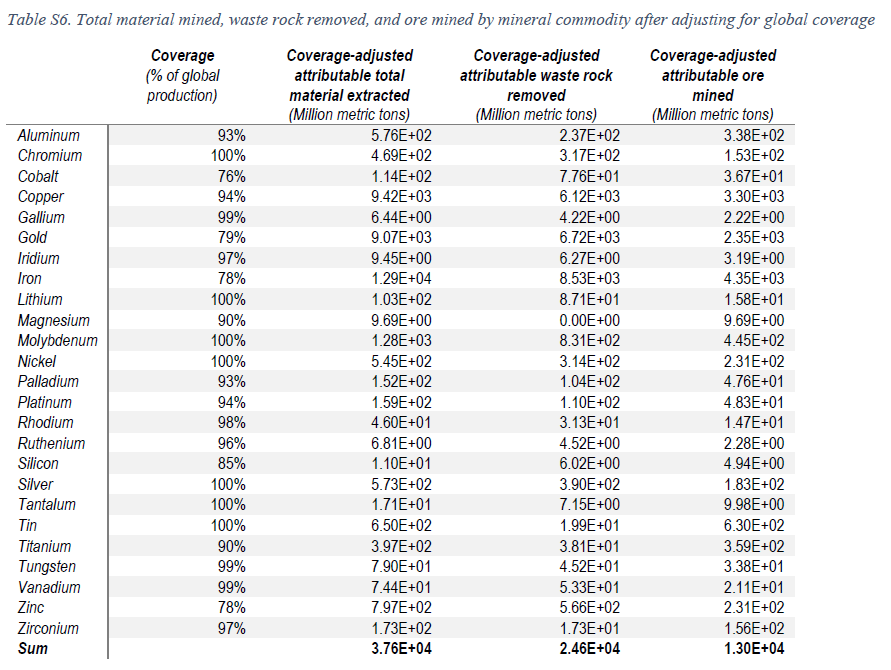 Table S6. Total material mined, waste rock removed, and ore mined by mineral commodity after adjusting for global coverage
Coverage (% of global production) Coverage-adjusted attributable total material extracted (Million metric tons) Coverage-adjusted attributable waste rock removed (Million metric tons) Coverage-adjusted attributable ore mined (Million metric tons)
Aluminum 93% 5.76E+02 2.37E+02 3.38E+02
Chromium 100% 4.69E+02 3.17E+02 1.53E+02
Cobalt 76% 1.14E+02 7.76E+01 3.67E+01
Copper 94% 9.42E+03 6.12E+03 3.30E+03
Gallium 99% 6.44E+00 4.22E+00 2.22E+00
Gold 79% 9.07E+03 6.72E+03 2.35E+03
Iridium 97% 9.45E+00 6.27E+00 3.19E+00
Iron 78% 1.29E+04 8.53E+03 4.35E+03
Lithium 100% 1.03E+02 8.71E+01 1.58E+01
Magnesium 90% 9.69E+00 0.00E+00 9.69E+00
Molybdenum 100% 1.28E+03 8.31E+02 4.45E+02
Nickel 100% 5.45E+02 3.14E+02 2.31E+02
Palladium 93% 1.52E+02 1.04E+02 4.76E+01
Platinum 94% 1.59E+02 1.10E+02 4.83E+01
Rhodium 98% 4.60E+01 3.13E+01 1.47E+01
Ruthenium 96% 6.81E+00 4.52E+00 2.28E+00
Silicon 85% 1.10E+01 6.02E+00 4.94E+00
Silver 100% 5.73E+02 3.90E+02 1.83E+02
Tantalum 100% 1.71E+01 7.15E+00 9.98E+00
Tin 100% 6.50E+02 1.99E+01 6.30E+02
Titanium 90% 3.97E+02 3.81E+01 3.59E+02
Tungsten 99% 7.90E+01 4.52E+01 3.38E+01
Vanadium 99% 7.44E+01 5.33E+01 2.11E+01
Zinc 78% 7.97E+02 5.66E+02 2.31E+02
Zirconium 97% 1.73E+02 1.73E+01 1.56E+02
Sum 3.76E+04 2.46E+04 1.30E+04